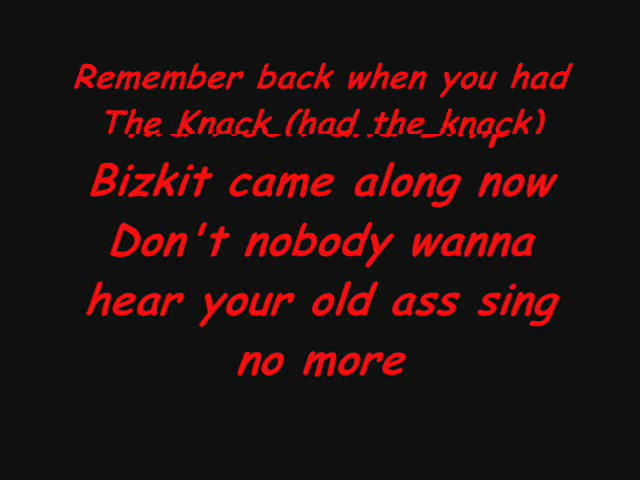 Remember back when you had
The Knack (had the knack)
Bizkit came along now
Don't nobody wanna
hear your old ass sing
no more